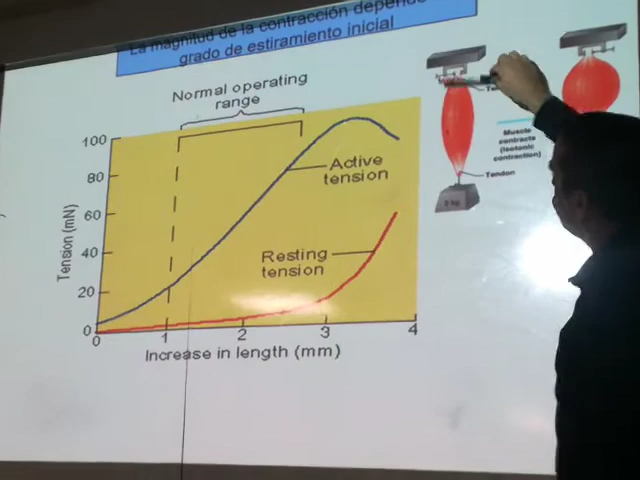 La magnitud de la contracción depende
grado de estiramiento inicial
Normal operating
range
100
80
60
40
20
0
Tension (mN)
Active
tension
Resting
tension
0
1
2
3
4
Increase in length (mm)
Muscle
contracts
(isotonic
contraction)
Tendon
2 kg